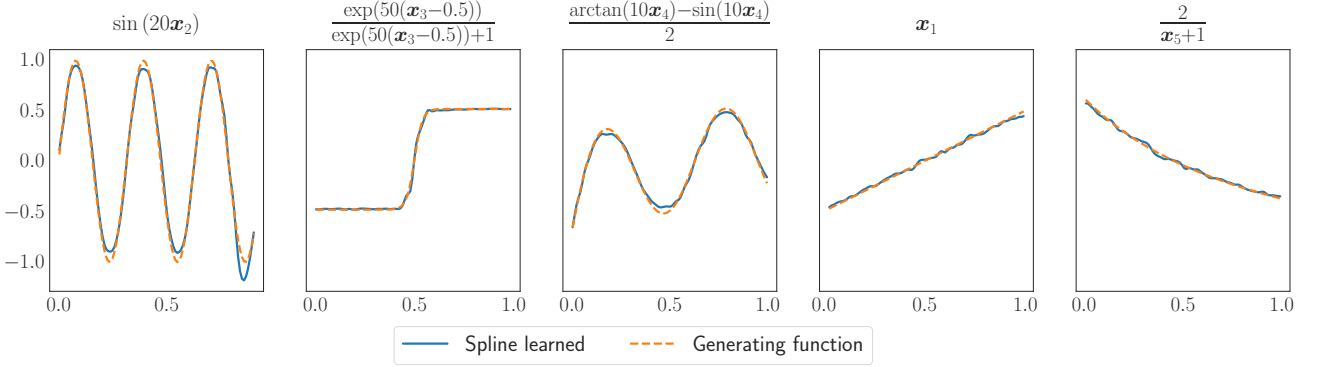 sin (20x₂)
exp(50(x₃−0.5))
exp(50(x₃−0.5))+1
arctan(10x₄)−sin(10x₄)
2
x₁
2
x₅+1
1.0
0.5
0.0
−0.5
−1.0
0.0 0.5
0.0 0.5 1.0
0.0 0.5 1.0
0.0 0.5 1.0
0.0 0.5 1.0
Spline learned
Generating function